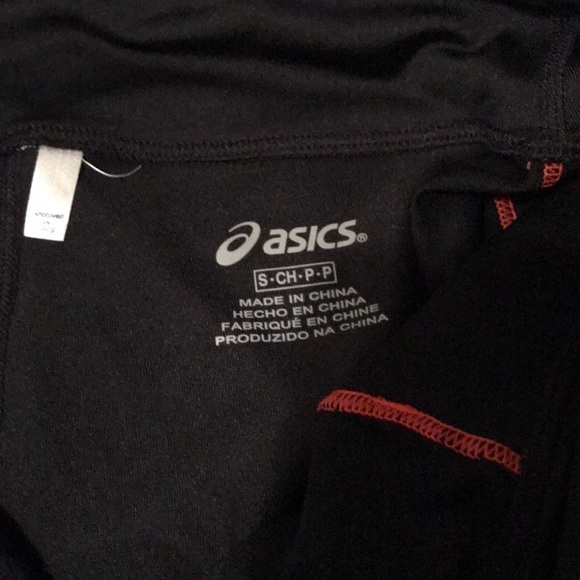 asics®
S•CH•P•P
MADE IN CHINA
HECHO EN CHINA
FABRIQUÉ EN CHINE
PRODUZIDO NA CHINA